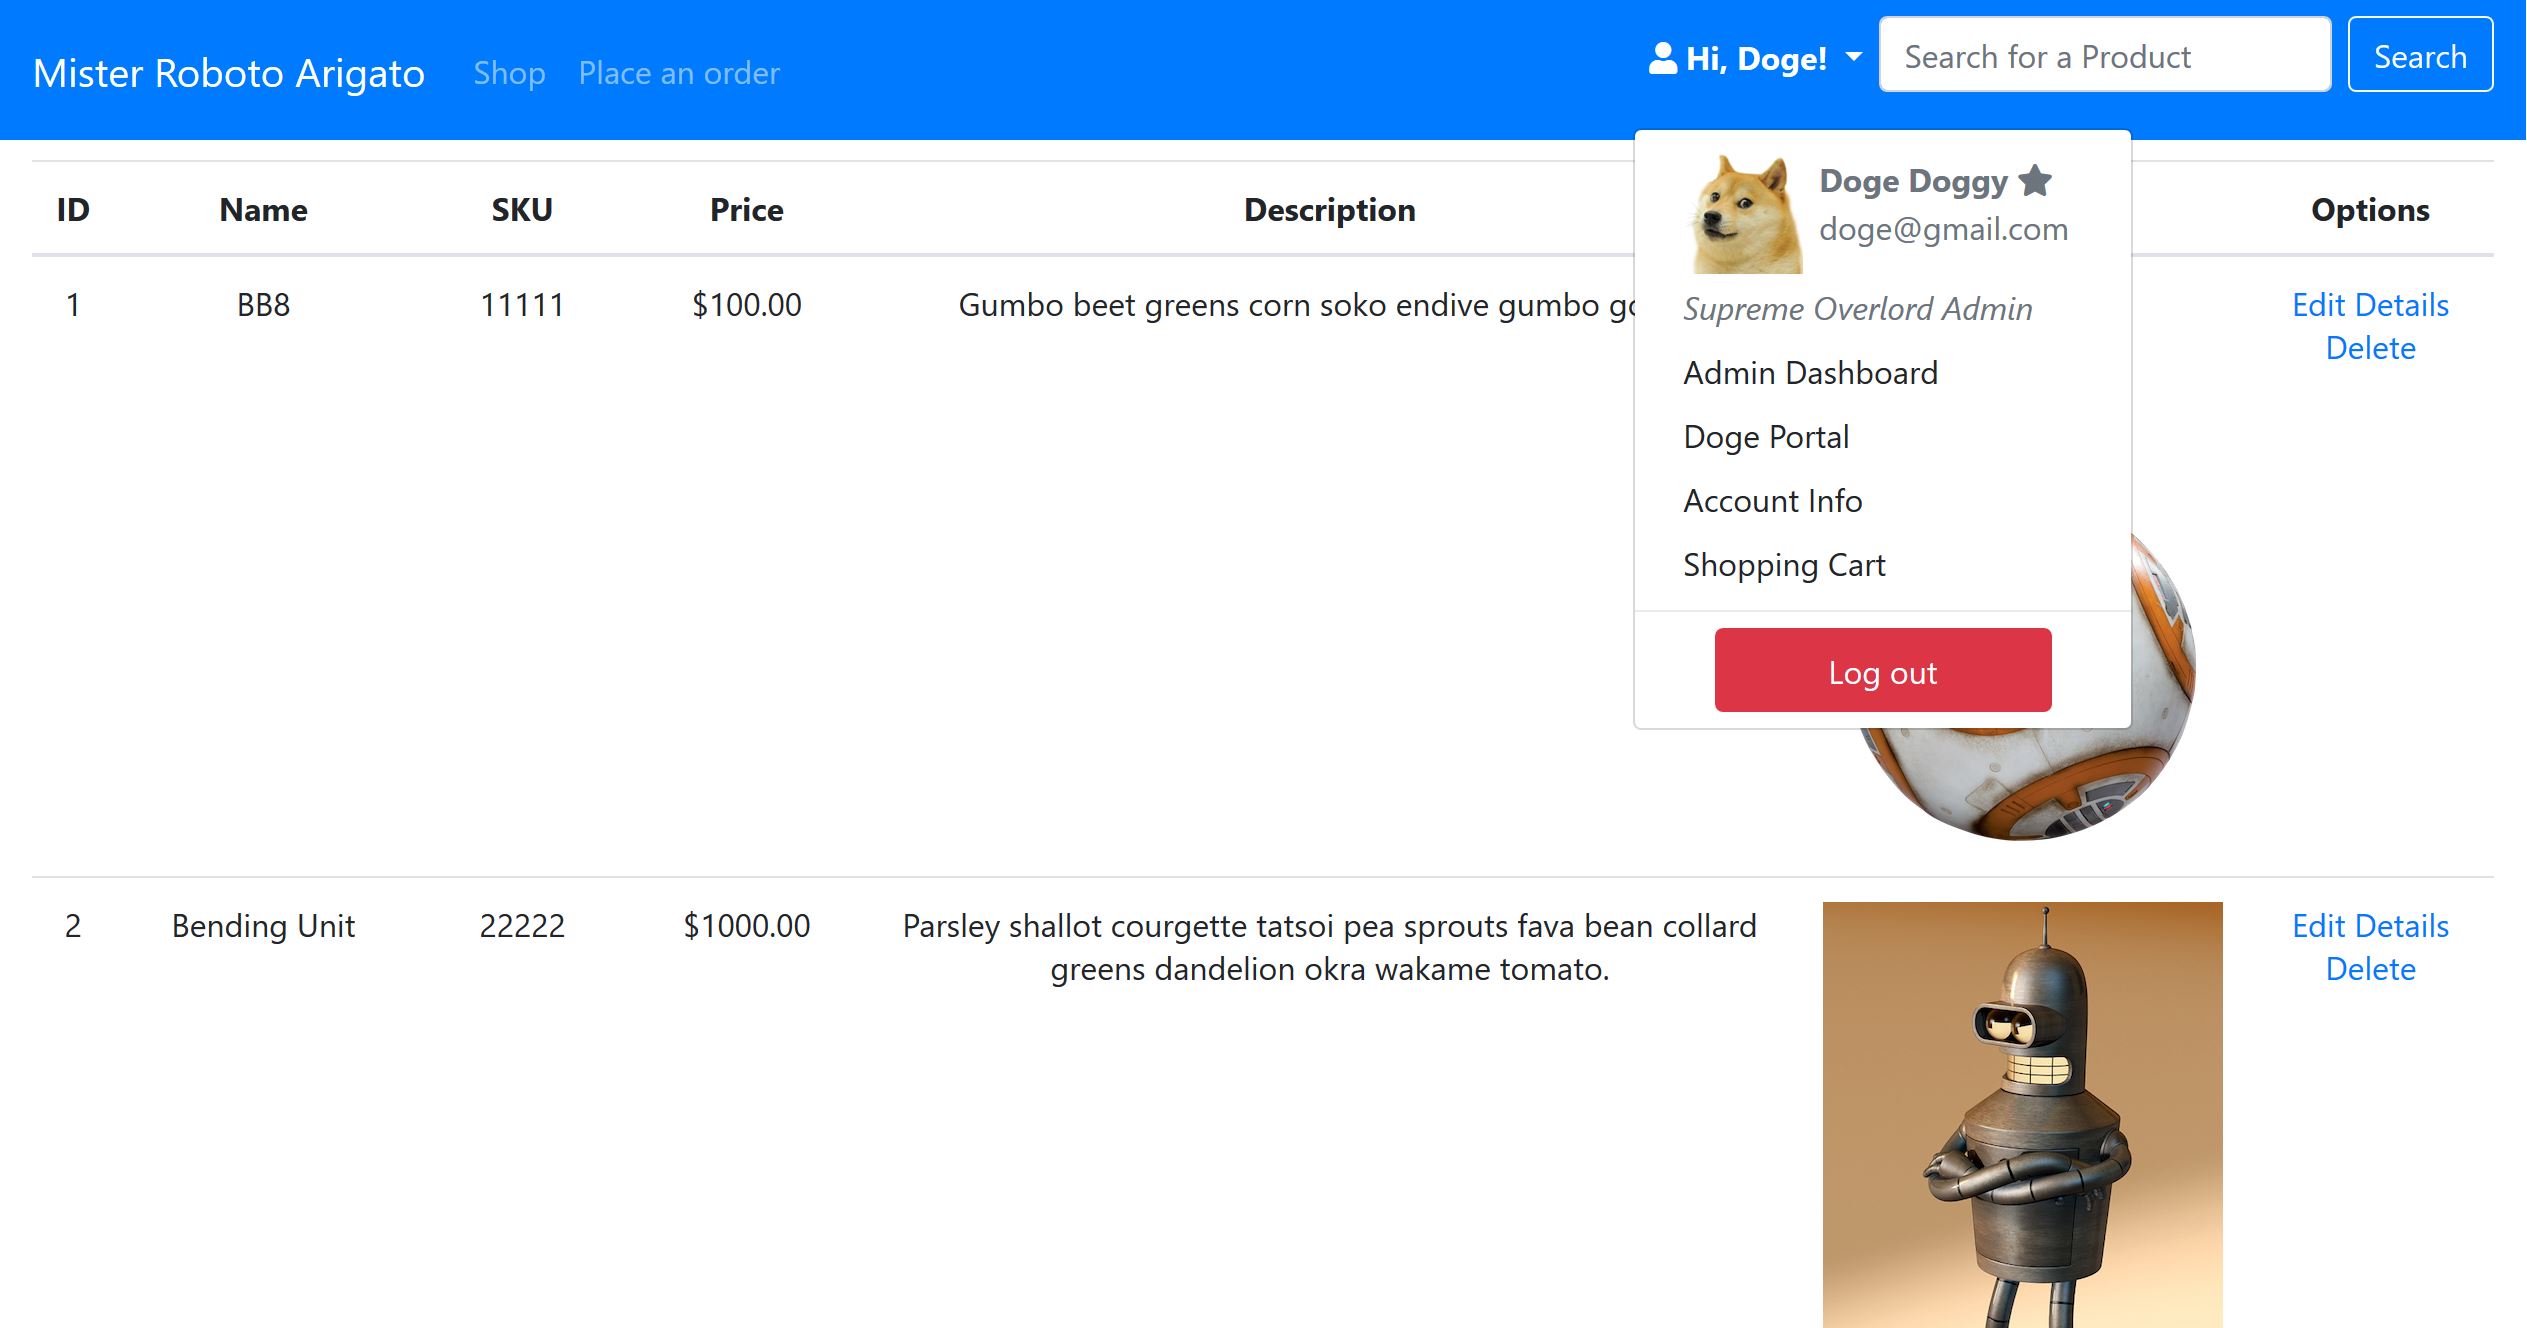 Mister Roboto Arigato Shop Place an order Hi, Doge! Search for a Product Search
ID Name SKU Price Description Options
1 BB8 11111 $100.00 Gumbo beet greens corn soko endive gumbo Edit Details
Delete
Doge Doggy
doge@gmail.com
Supreme Overlord Admin
Admin Dashboard
Doge Portal
Account Info
Shopping Cart
Log out
2 Bending Unit 22222 $1000.00 Parsley shallot courgette tatsoi pea sprouts fava bean collard Edit Details
greens dandelion okra wakame tomato. Delete